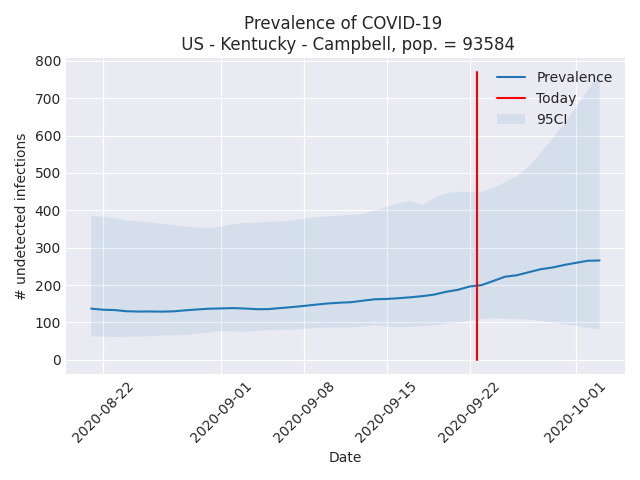 Prevalence of COVID-19
US - Kentucky - Campbell, pop. = 93584
800
700
600
500
400
300
200
100
0
# undetected infections
Prevalence
Today
95CI
2020-08-22
2020-09-01
2020-09-08
2020-09-15
2020-09-22
2020-10-01
Date